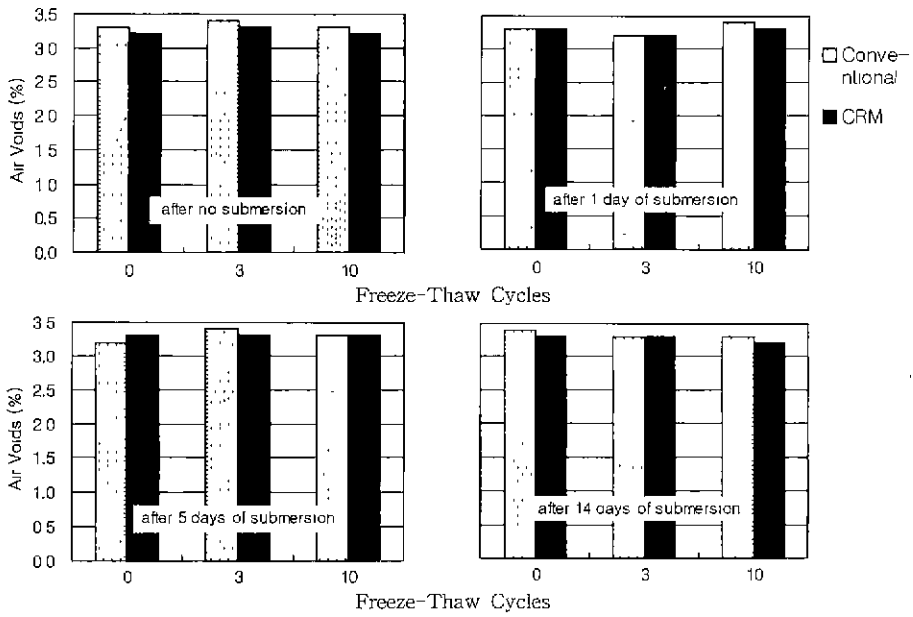 3.5
3.0
2.5
2.0
1.5
1.0
0.5
0.0
Air Voids (%)
after no submersion
0 3 10
after 1 day of submersion
0 3 10
Conve-
ntional
CRM
Freeze-Thaw Cycles
3.5
3.0
2.5
2.0
1.5
1.0
0.5
0.0
Air Voids (%)
after 5 days of submersion
0 3 10
after 14 days of submersion
0 3 10
Freeze-Thaw Cycles